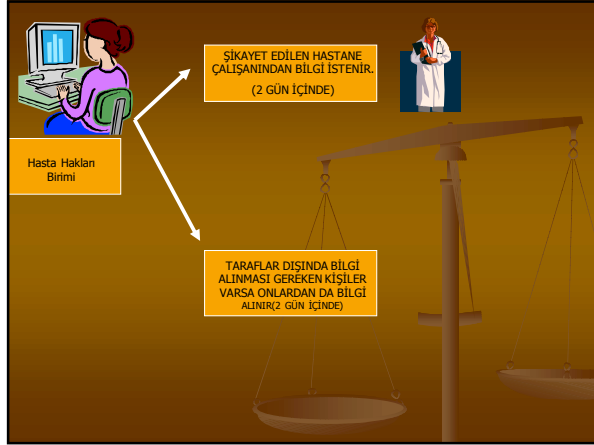 ŞİKAYET EDİLEN HASTANE
ÇALIŞANINDAN BİLGİ İSTENİR.
(2 GÜN İÇİNDE)
Hasta Hakları
Birimi
TARAFLAR DIŞINDA BİLGİ
ALINMASI GEREKEN KİŞİLER
VARSA ONLARDAN DA BİLGİ
ALINIR(2 GÜN İÇİNDE)